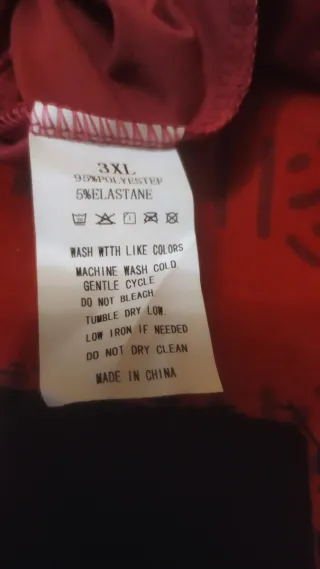 3XL
95%POLYESTER
5%ELASTANE
WASH WTTH LIKE COLORS
MACHINE WASH COLD
GENTLE CYCLE
DO NOT BLEACH.
TUMBLE DRY LOW.
LOW IRON IF NEEDED
DO NOT DRY CLEAN
MADE IN CHINA